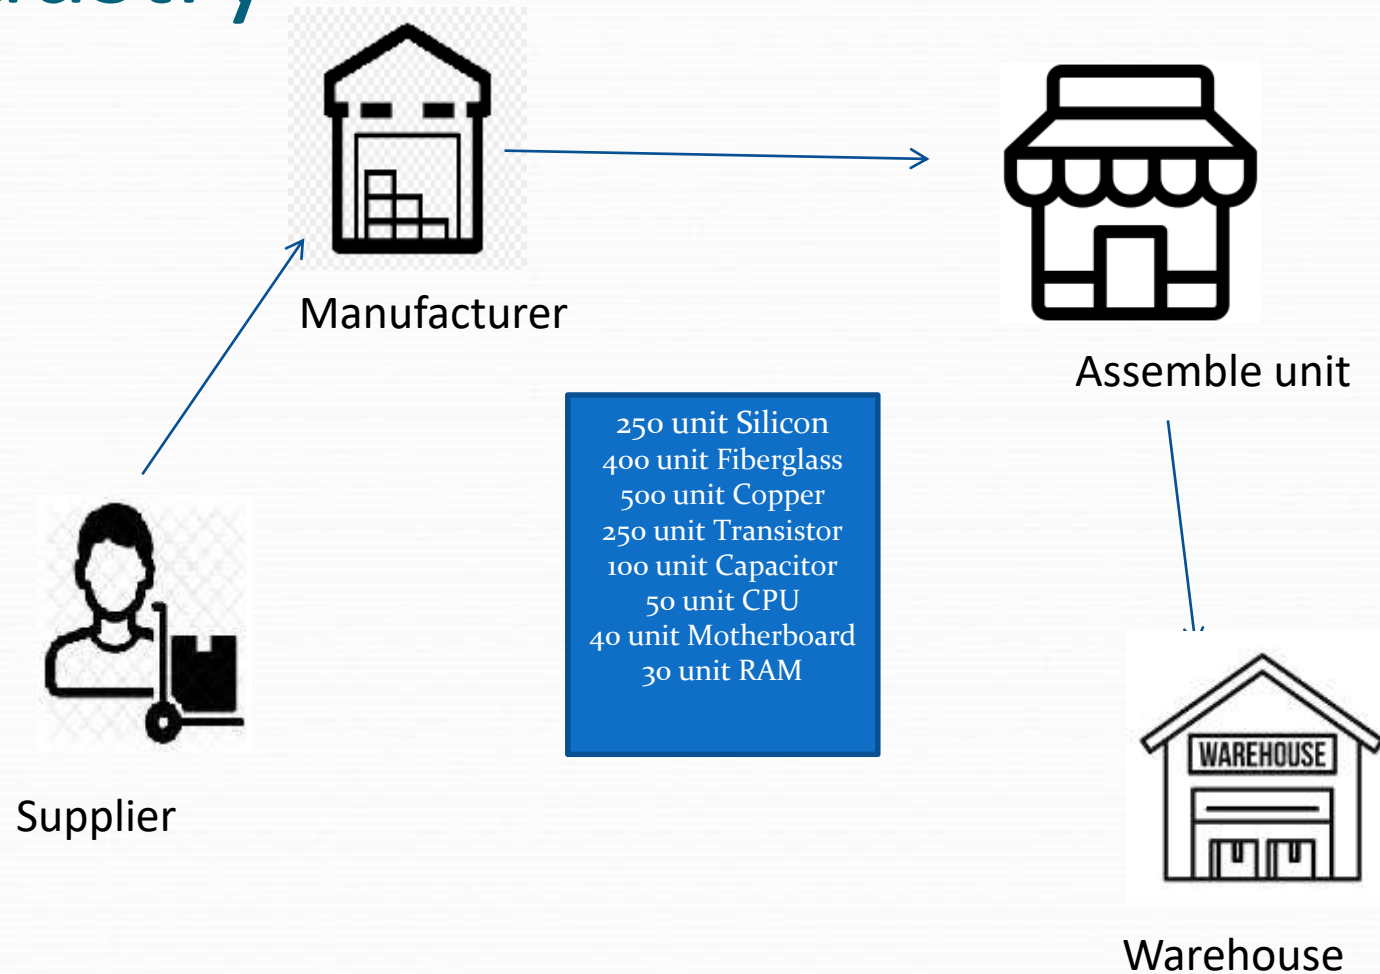 Manufacturer
Assemble unit
250 unit Silicon
400 unit Fiberglass
500 unit Copper
250 unit Transistor
100 unit Capacitor
50 unit CPU
40 unit Motherboard
30 unit RAM
WAREHOUSE
Supplier
Warehouse